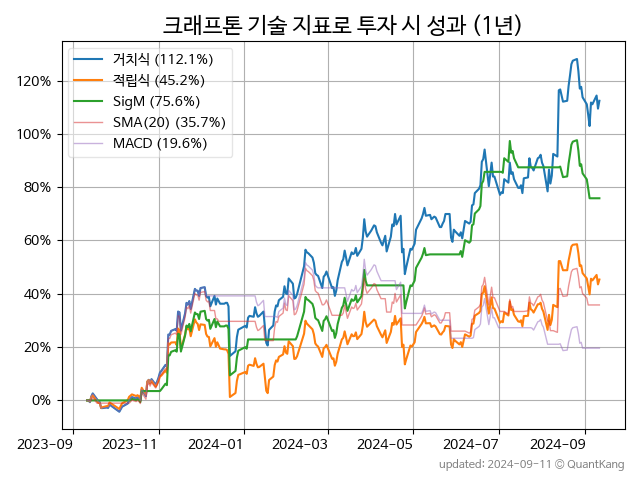 크래프톤 기술 지표로 투자 시 성과 (1년)
거치식 (112.1%)
적립식 (45.2%)
SigM (75.6%)
SMA(20) (35.7%)
MACD (19.6%)
120%
100%
80%
60%
40%
20%
0%
2023-09 2023-11 2024-01 2024-03 2024-05 2024-07 2024-09
updated: 2024-09-11 © QuantKang